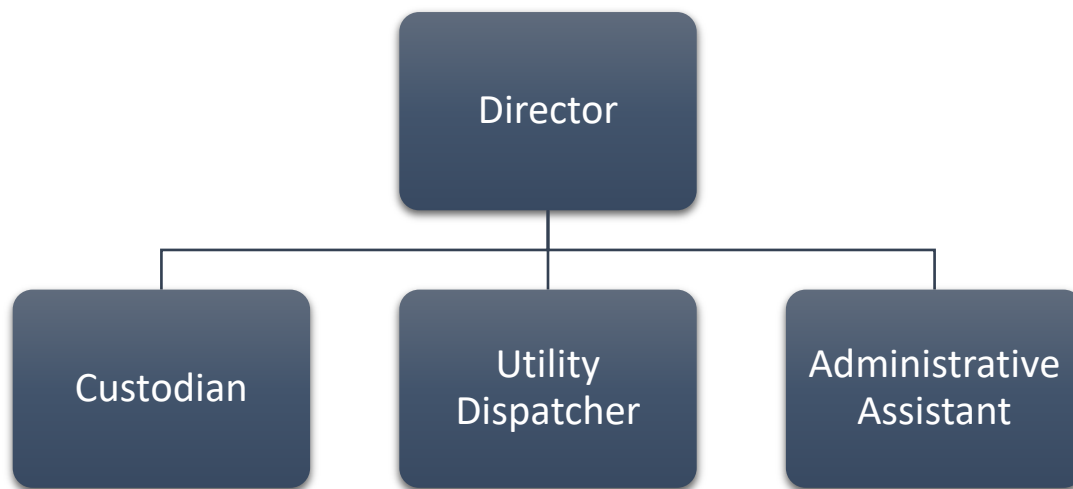 Director
Custodian
Utility
Dispatcher
Administrative
Assistant